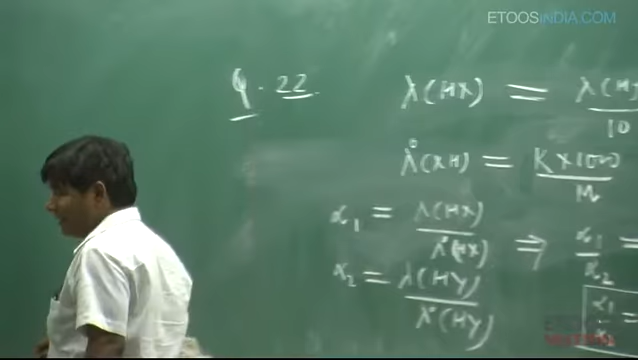 ETOOSINDIA.COM
Q. 22
λ(HX) = λ(HY) / 10
λ°(XH) = K × 1000 / M
α₁ = λ(HX) / λ°(HX) ⇒ α₁ / α₂ =
α₂ = λ(HY) / λ°(HY)
α₁ =